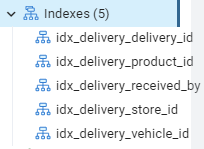 Indexes (5)
idx_delivery_delivery_id
idx_delivery_product_id
idx_delivery_received_by
idx_delivery_store_id
idx_delivery_vehicle_id